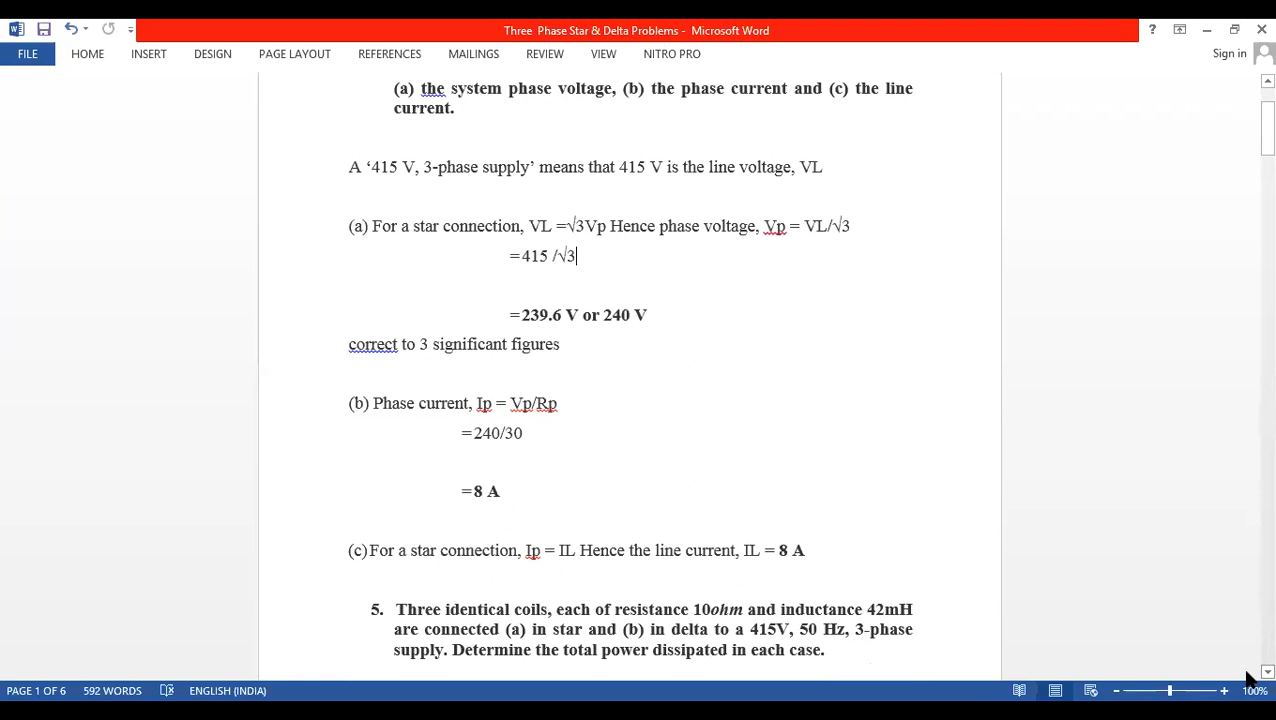 Three Phase Star & Delta Problems - Microsoft Word
?
FILE HOME INSERT DESIGN PAGE LAYOUT REFERENCES MAILINGS REVIEW VIEW NITRO PRO
Sign in
(a) the system phase voltage, (b) the phase current and (c) the line
current.
A ‘415 V, 3-phase supply’ means that 415 V is the line voltage, VL
(a) For a star connection, VL =√3Vp Hence phase voltage, Vp = VL/√3
=415 /√3
=239.6 V or 240 V
correct to 3 significant figures
(b) Phase current, Ip = Vp/Rp
=240/30
=8 A
(c)For a star connection, Ip = IL Hence the line current, IL = 8 A
5. Three identical coils, each of resistance 10ohm and inductance 42mH
are connected (a) in star and (b) in delta to a 415V, 50 Hz, 3-phase
supply. Determine the total power dissipated in each case.
PAGE 1 OF 6 592 WORDS ENGLISH (INDIA) 100%